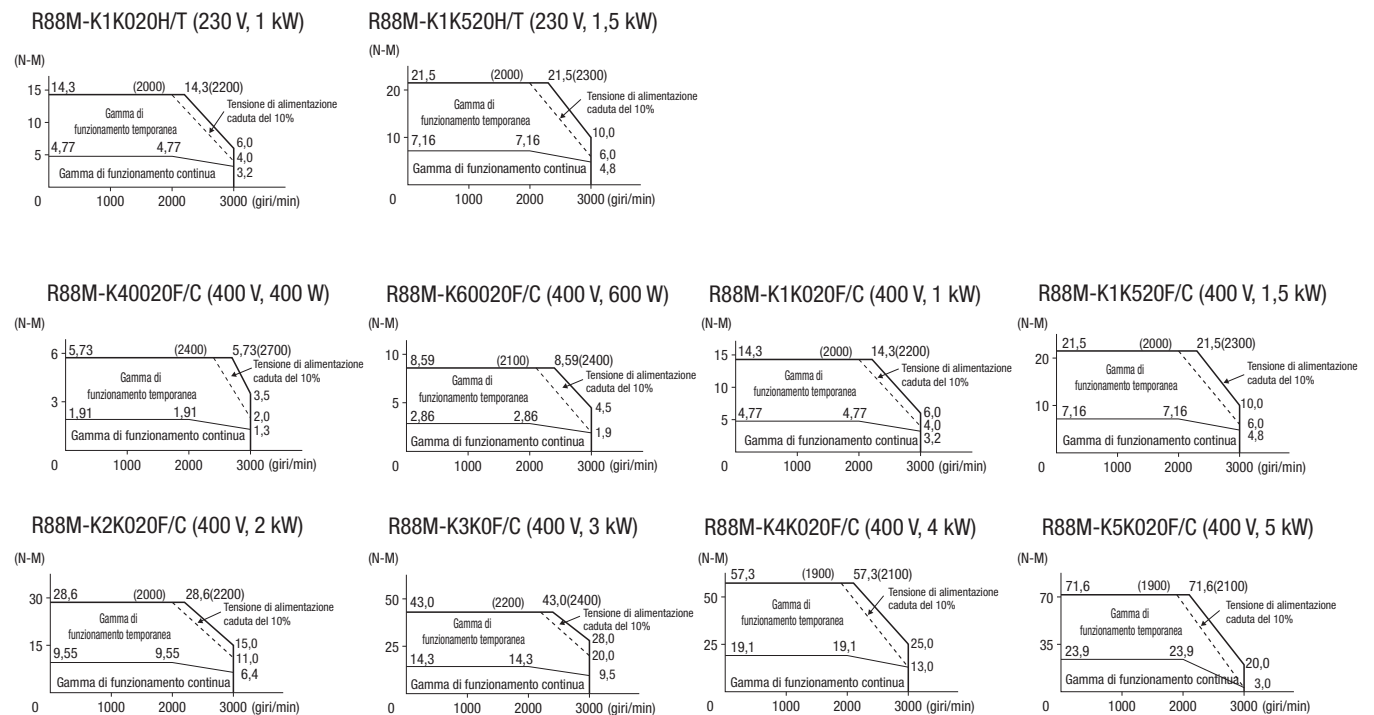 R88M-K1K020H/T (230 V, 1 kW)
(N-M)
15
10
5
0
14,3
(2000)
14,3(2200)
Tensione di alimentazione
caduta del 10%
Gamma di
funzionamento temporanea
4,77
4,77
6,0
4,0
3,2
Gamma di funzionamento continua
1000
2000
3000 (giri/min)
R88M-K1K520H/T (230 V, 1,5 kW)
(N-M)
20
10
0
21,5
(2000)
21,5(2300)
Tensione di alimentazione
caduta del 10%
Gamma di
funzionamento temporanea
7,16
7,16
10,0
6,0
4,8
Gamma di funzionamento continua
1000
2000
3000 (giri/min)
R88M-K40020F/C (400 V, 400 W)
(N-M)
6
3
0
5,73
(2400)
5,73(2700)
Tensione di alimentazione
caduta del 10%
Gamma di
funzionamento temporanea
1,91
1,91
3,5
2,0
1,3
Gamma di funzionamento continua
1000
2000
3000 (giri/min)
R88M-K60020F/C (400 V, 600 W)
(N-M)
10
5
0
8,59
(2100)
8,59(2400)
Tensione di alimentazione
caduta del 10%
Gamma di
funzionamento temporanea
2,86
2,86
4,5
1,9
Gamma di funzionamento continua
1000
2000
3000 (giri/min)
R88M-K1K020F/C (400 V, 1 kW)
(N-M)
15
10
5
0
14,3
(2000)
14,3(2200)
Tensione di alimentazione
caduta del 10%
Gamma di
funzionamento temporanea
4,77
4,77
6,0
4,0
3,2
Gamma di funzionamento continua
1000
2000
3000 (giri/min)
R88M-K1K520F/C (400 V, 1,5 kW)
(N-M)
20
10
0
21,5
(2000)
21,5(2300)
Tensione di alimentazione
caduta del 10%
Gamma di
funzionamento temporanea
7,16
7,16
10,0
6,0
4,8
Gamma di funzionamento continua
1000
2000
3000 (giri/min)
R88M-K2K020F/C (400 V, 2 kW)
(N-M)
30
15
0
28,6
(2000)
28,6(2200)
Tensione di alimentazione
caduta del 10%
Gamma di
funzionamento temporanea
9,55
9,55
15,0
11,0
6,4
Gamma di funzionamento continua
1000
2000
3000 (giri/min)
R88M-K3K0F/C (400 V, 3 kW)
(N-M)
50
25
0
43,0
(2200)
43,0(2400)
Tensione di alimentazione
caduta del 10%
Gamma di
funzionamento temporanea
14,3
14,3
28,0
20,0
9,5
Gamma di funzionamento continua
1000
2000
3000 (giri/min)
R88M-K4K020F/C (400 V, 4 kW)
(N-M)
50
25
0
57,3
(1900)
57,3(2100)
Tensione di alimentazione
caduta del 10%
Gamma di
funzionamento temporanea
19,1
19,1
25,0
13,0
Gamma di funzionamento continua
1000
2000
3000 (giri/min)
R88M-K5K020F/C (400 V, 5 kW)
(N-M)
70
35
0
71,6
(1900)
71,6(2100)
Tensione di alimentazione
caduta del 10%
Gamma di
funzionamento temporanea
23,9
23,9
20,0
3,0
Gamma di funzionamento continua
1000
2000
3000 (giri/min)